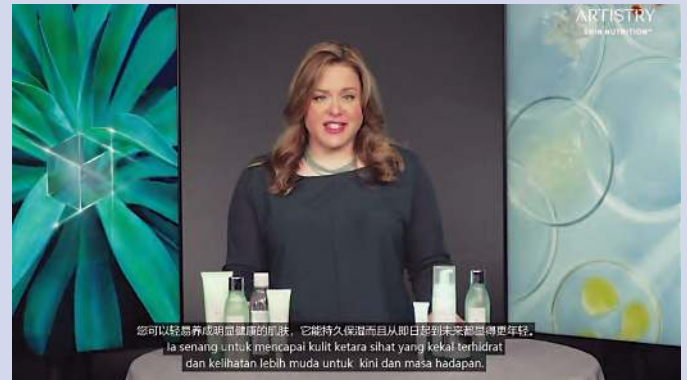 ARTISTRY
SKIN NUTRITION™
您可以轻易养成明显健康的肌肤，它能持久保湿而且从即日起到未来都显得更年轻。
Ia senang untuk mencapai kulit ketara sihat yang kekal terhidrat
dan kelihatan lebih muda untuk kini dan masa hadapan.